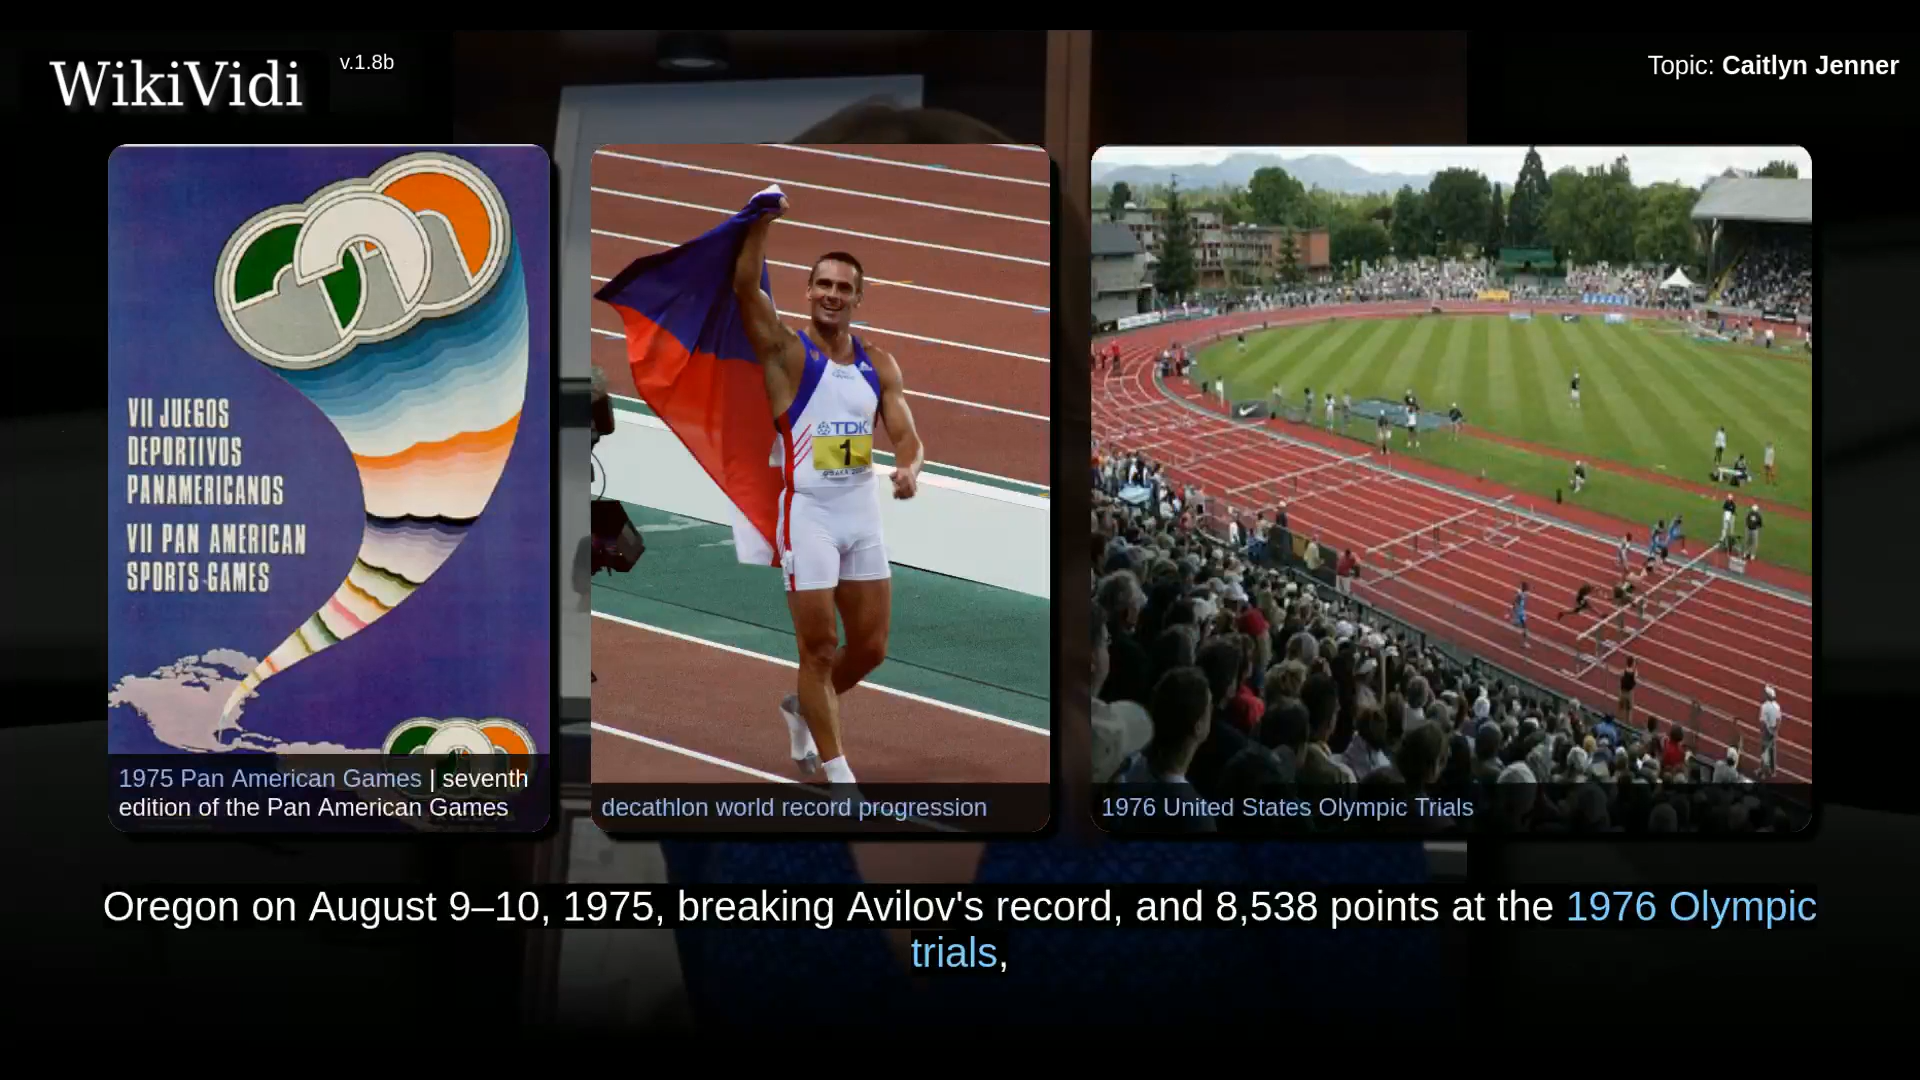 WikiVidi
v.1.8b
Topic: Caitlyn Jenner
VII JUEGOS
DEPORTIVOS
PANAMERICANOS
VII PAN AMERICAN
SPORTS GAMES
1975 Pan American Games | seventh
edition of the Pan American Games
TDK
1
decathlon world record progression
1976 United States Olympic Trials
Oregon on August 9–10, 1975, breaking Avilov's record, and 8,538 points at the 1976 Olympic
trials,